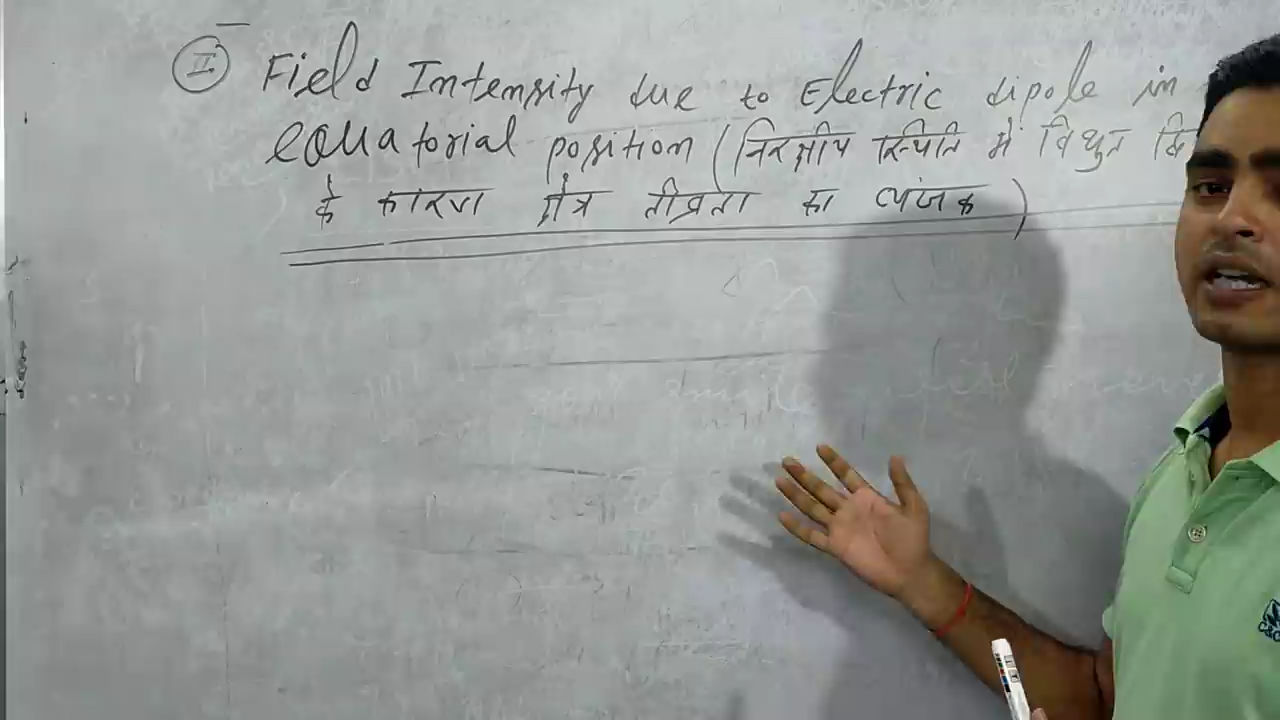 II Field Intensity due to Electric dipole in
equatorial position (निरक्षीय स्थिति में विधुत
के कारण क्षेत्र तीव्रता का व्यंजक)